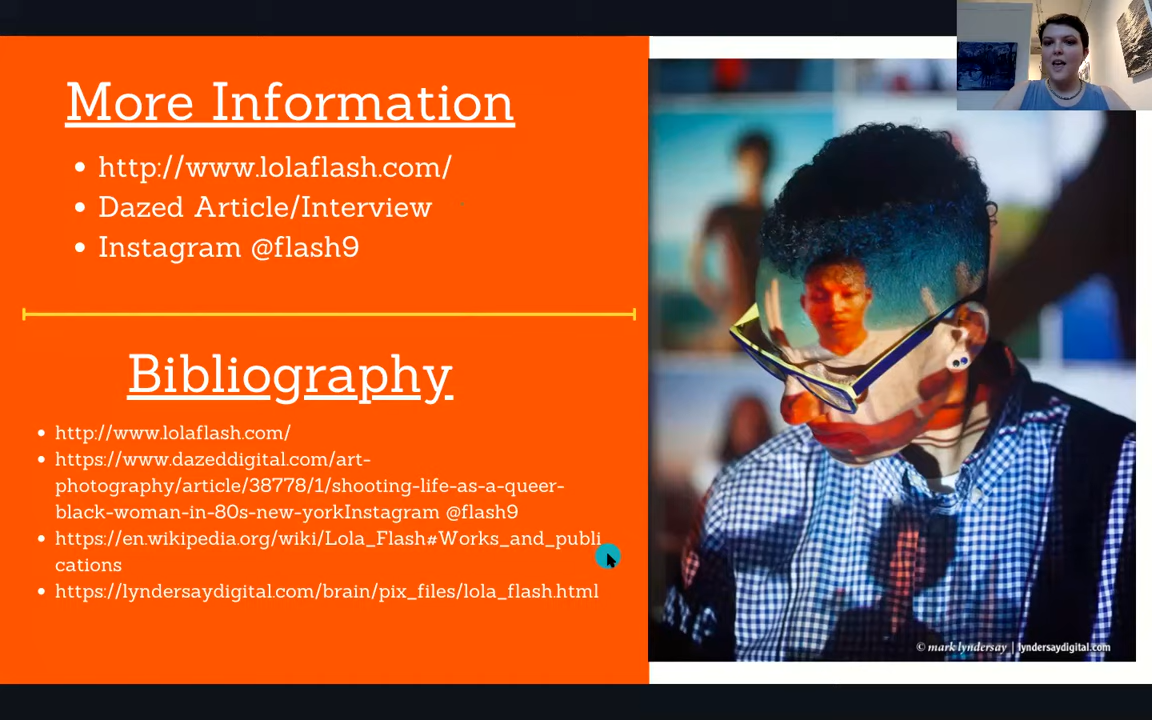 More Information
http://www.lolaflash.com/
Dazed Article/Interview
Instagram @flash9
Bibliography
http://www.lolaflash.com/
https://www.dazeddigital.com/art-
photography/article/38778/1/shooting-life-as-a-queer-
black-woman-in-80s-new-yorkInstagram @flash9
https://en.wikipedia.org/wiki/Lola_Flash#Works_and_publi
cations
https://lyndersaydigital.com/brain/pix_files/lola_flash.html
© mark lyndersay | lyndersaydigital.com